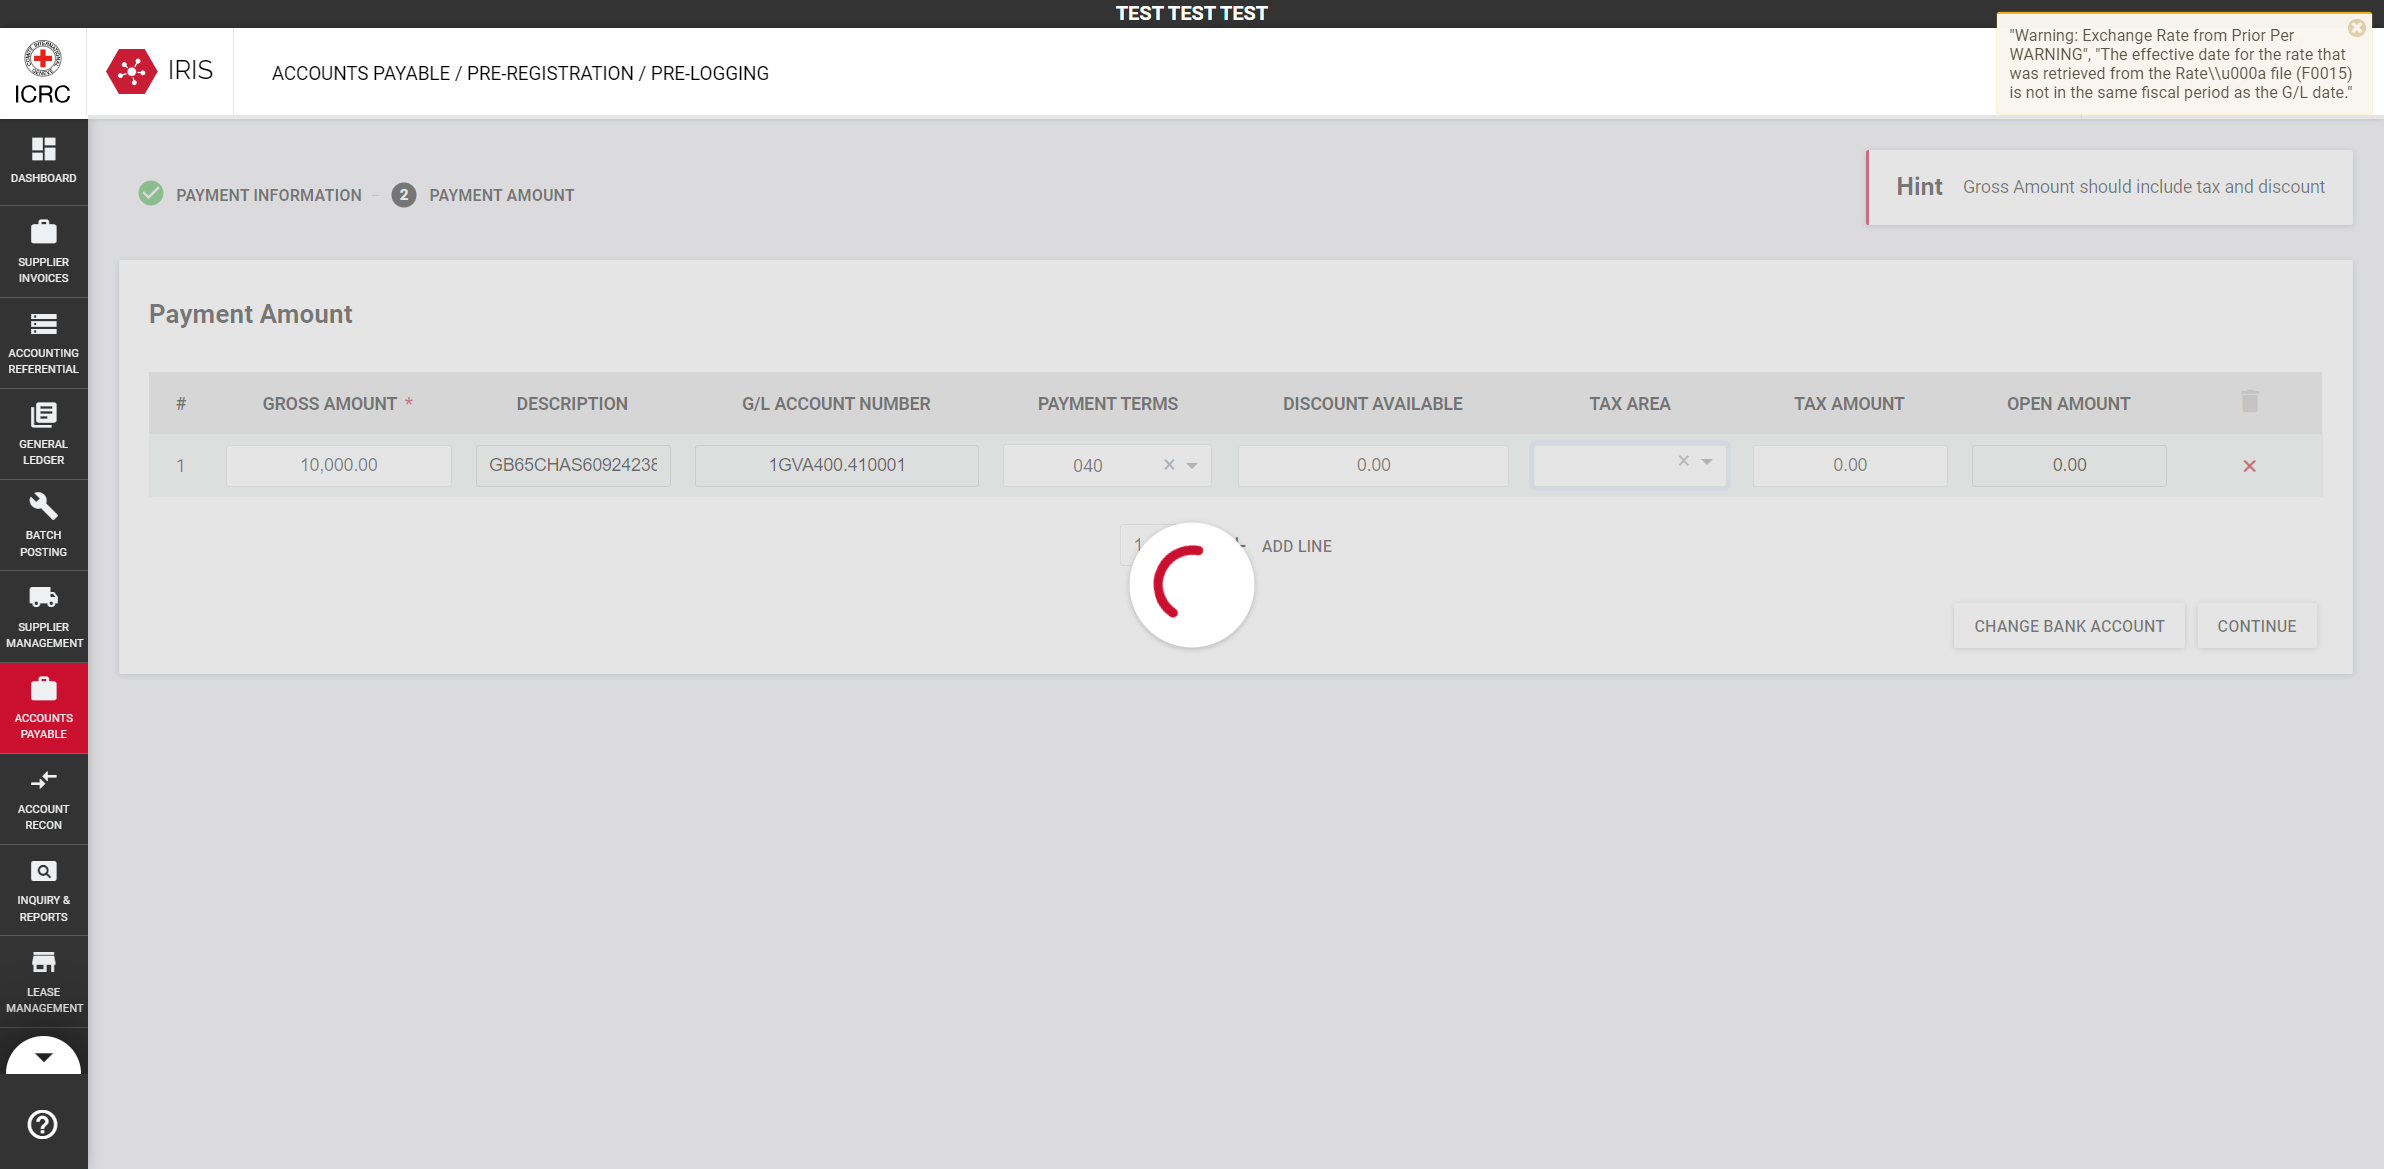 TEST TEST TEST
ICRC
IRIS
ACCOUNTS PAYABLE / PRE-REGISTRATION / PRE-LOGGING
"Warning: Exchange Rate from Prior Per
WARNING", "The effective date for the rate that
was retrieved from the Rate\\u000a file (F0015)
is not in the same fiscal period as the G/L date."
DASHBOARD
SUPPLIER
INVOICES
ACCOUNTING
REFERENTIAL
GENERAL
LEDGER
BATCH
POSTING
SUPPLIER
MANAGEMENT
ACCOUNTS
PAYABLE
ACCOUNT
RECON
INQUIRY &
REPORTS
LEASE
MANAGEMENT
PAYMENT INFORMATION
2 PAYMENT AMOUNT
Hint Gross Amount should include tax and discount
Payment Amount
# GROSS AMOUNT * DESCRIPTION G/L ACCOUNT NUMBER PAYMENT TERMS DISCOUNT AVAILABLE TAX AREA TAX AMOUNT OPEN AMOUNT
1 10,000.00 GB65CHAS60924238 1GVA400.410001 040 0.00 0.00 0.00
1 ADD LINE
CHANGE BANK ACCOUNT CONTINUE